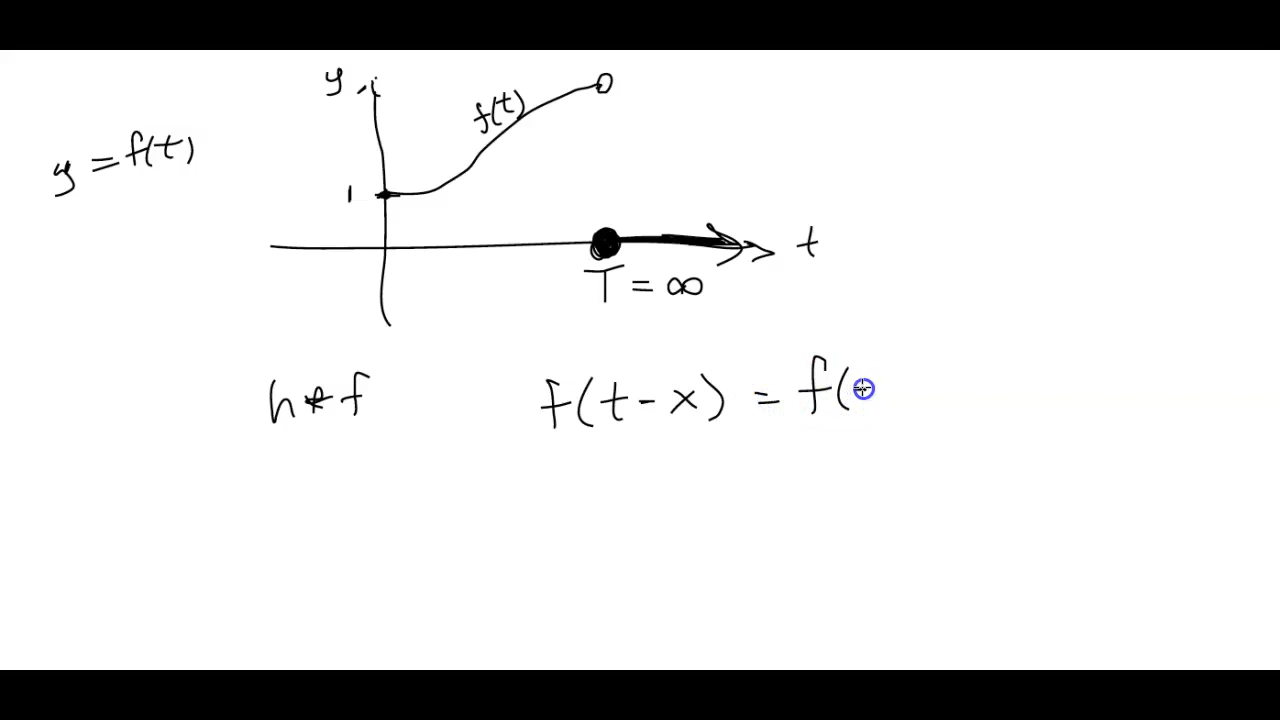 y
f(t)
y = f(t)
1
t
T = ∞
h * f
f(t - x) = f(